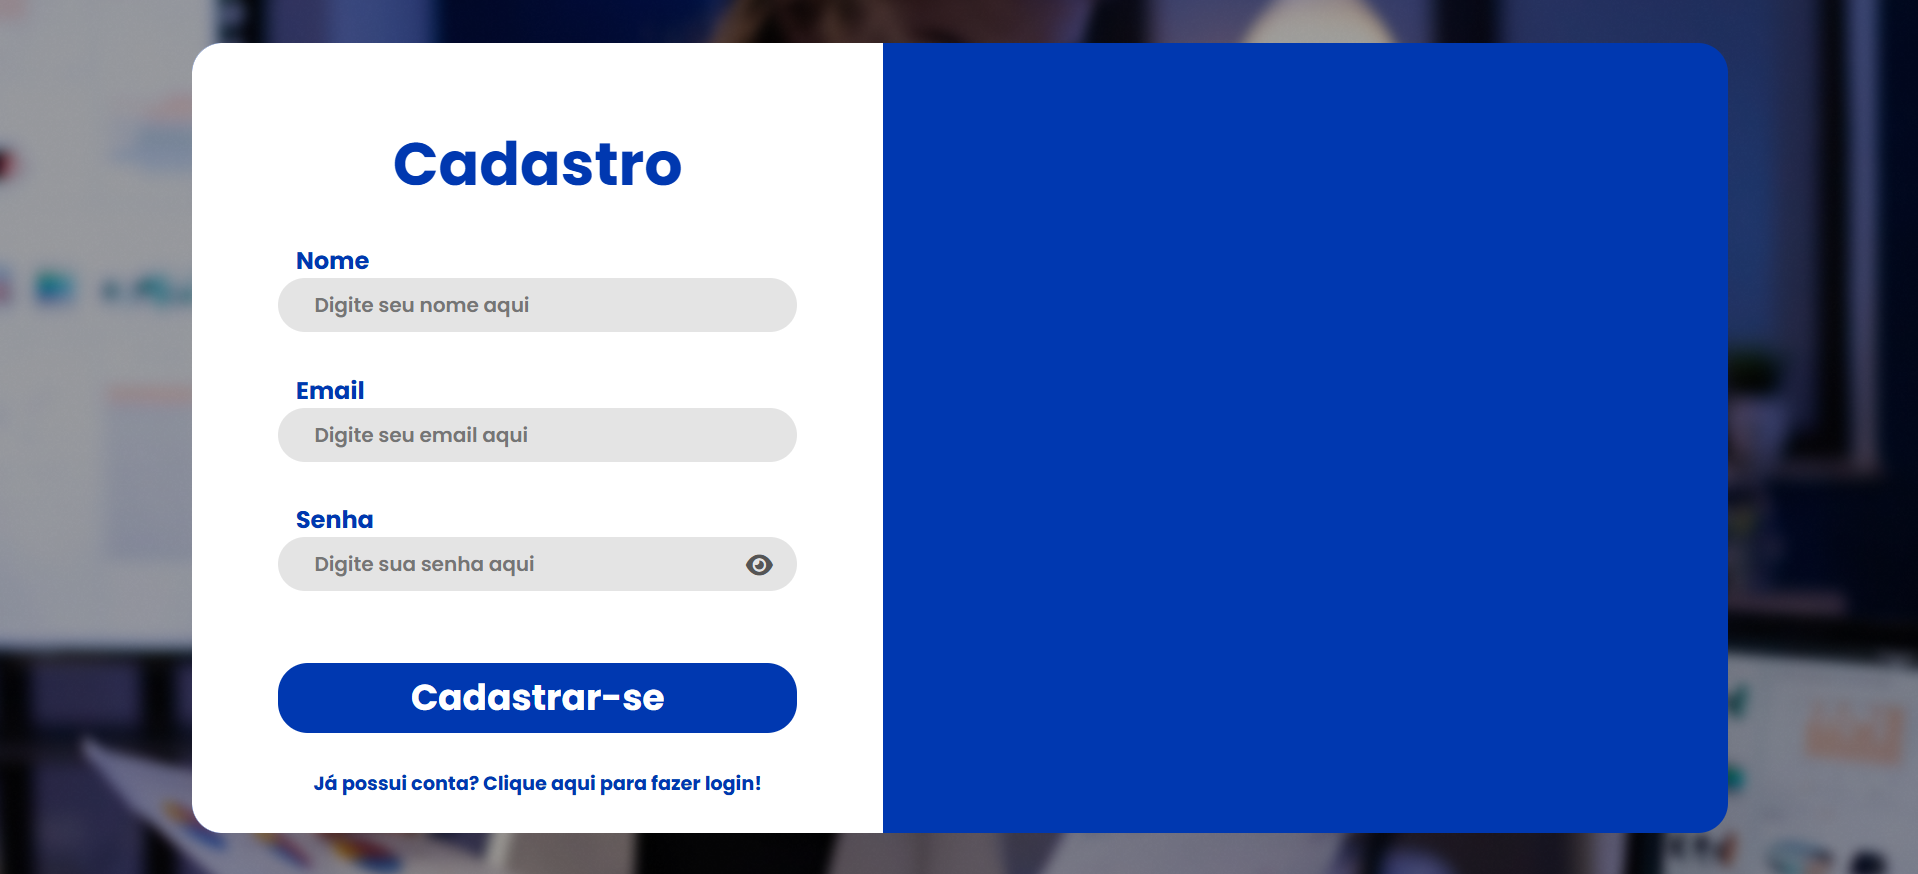 Cadastro
Nome
Digite seu nome aqui
Email
Digite seu email aqui
Senha
Digite sua senha aqui
Cadastrar-se
Já possui conta? Clique aqui para fazer login!